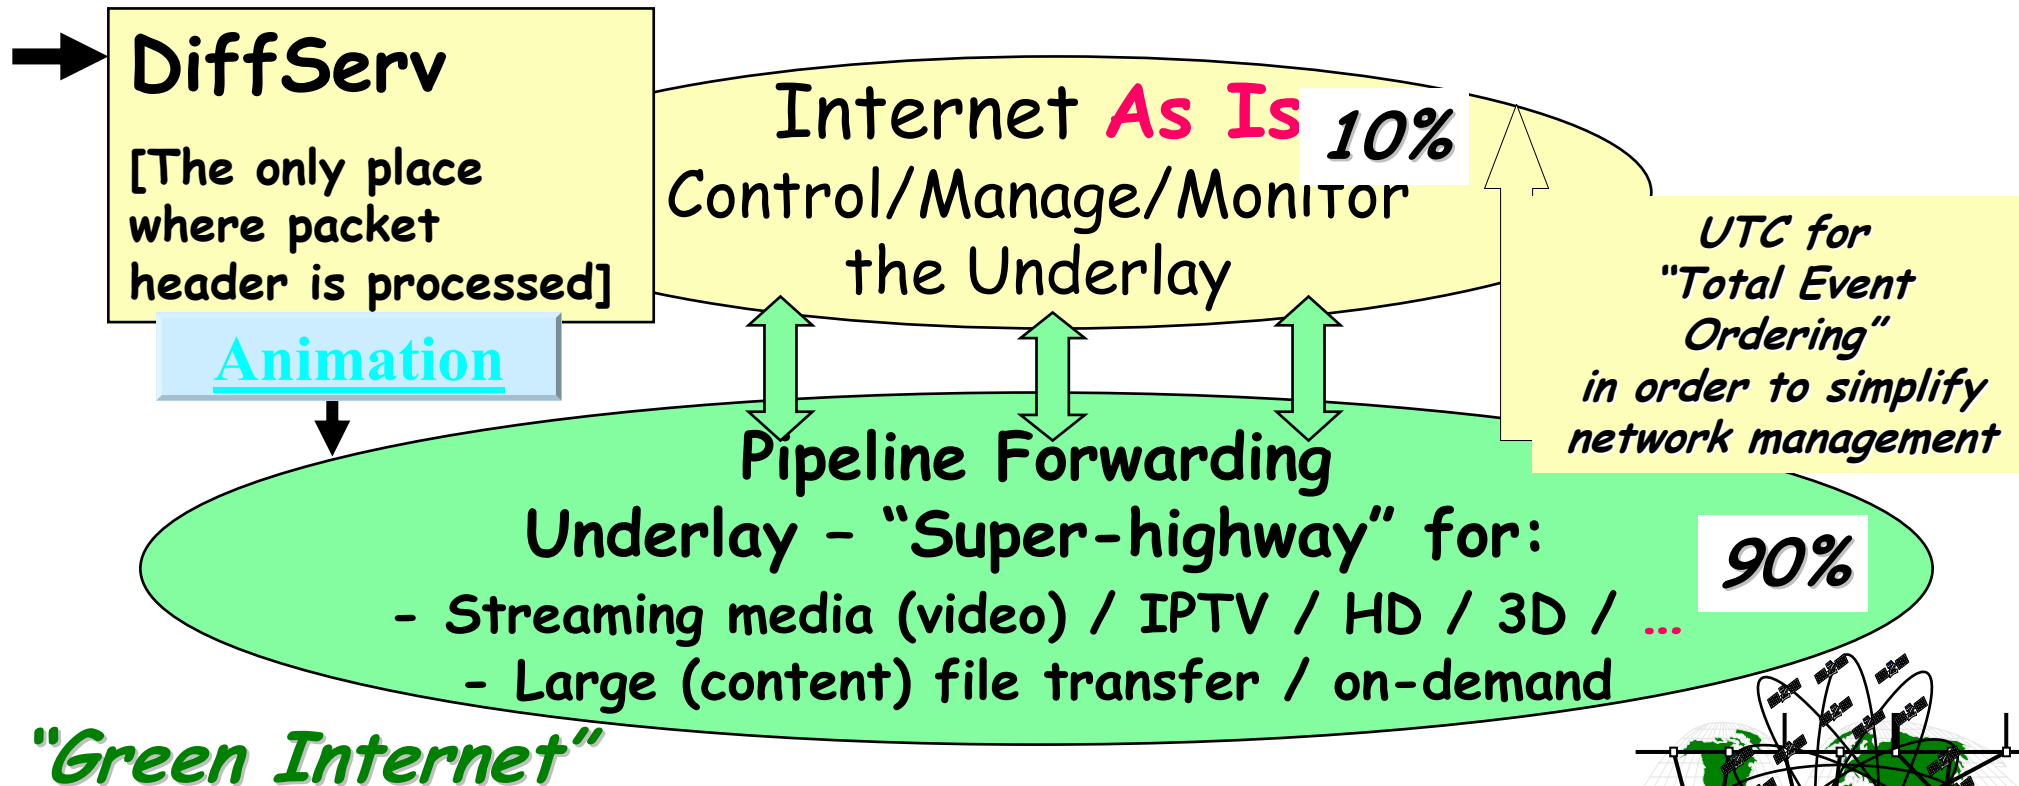 DiffServ
[The only place
where packet
header is processed]
Animation
Internet As Is
10%
Control/Manage/Monitor
the Underlay
UTC for
“Total Event
Ordering”
in order to simplify
network management
Pipeline Forwarding
Underlay – “Super-highway” for:
90%
- Streaming media (video) / IPTV / HD / 3D / …
- Large (content) file transfer / on-demand
“Green Internet”